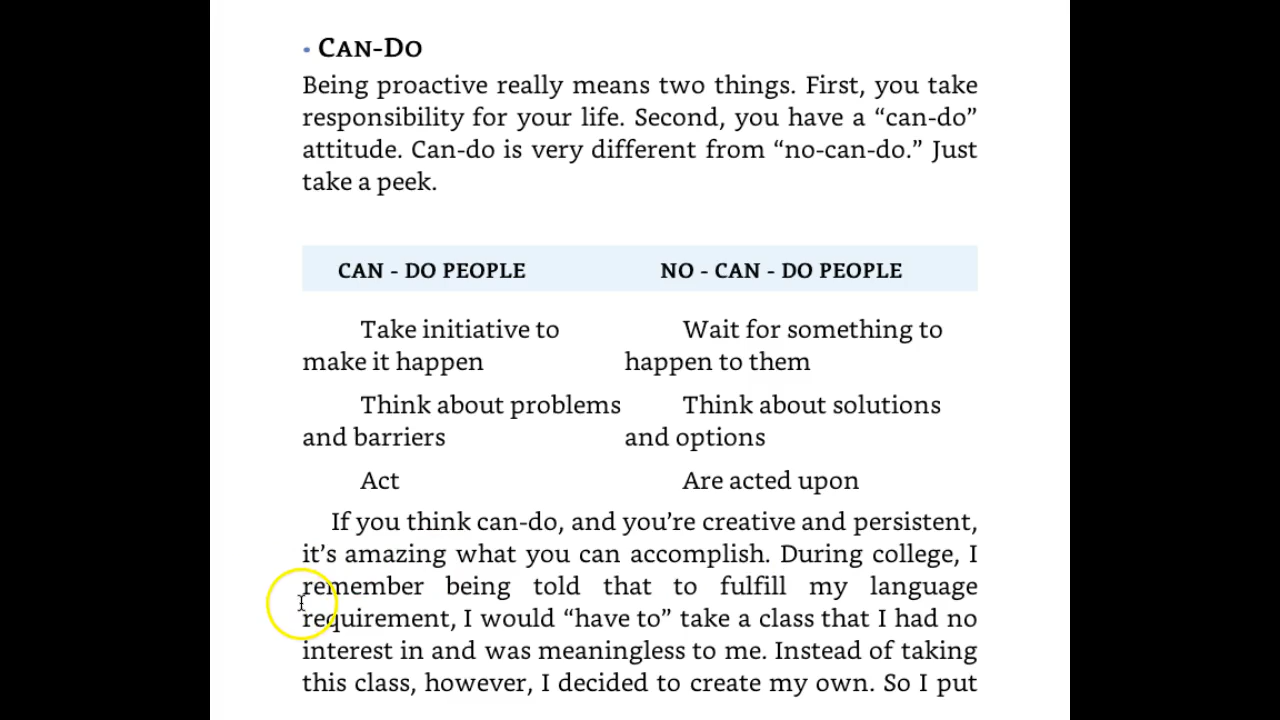 • CAN-DO
Being proactive really means two things. First, you take
responsibility for your life. Second, you have a “can-do”
attitude. Can-do is very different from “no-can-do.” Just
take a peek.
CAN - DO PEOPLE NO - CAN - DO PEOPLE
Take initiative to Wait for something to
make it happen happen to them
Think about problems Think about solutions
and barriers and options
Act Are acted upon
If you think can-do, and you’re creative and persistent,
it’s amazing what you can accomplish. During college, I
remember being told that to fulfill my language
requirement, I would “have to” take a class that I had no
interest in and was meaningless to me. Instead of taking
this class, however, I decided to create my own. So I put